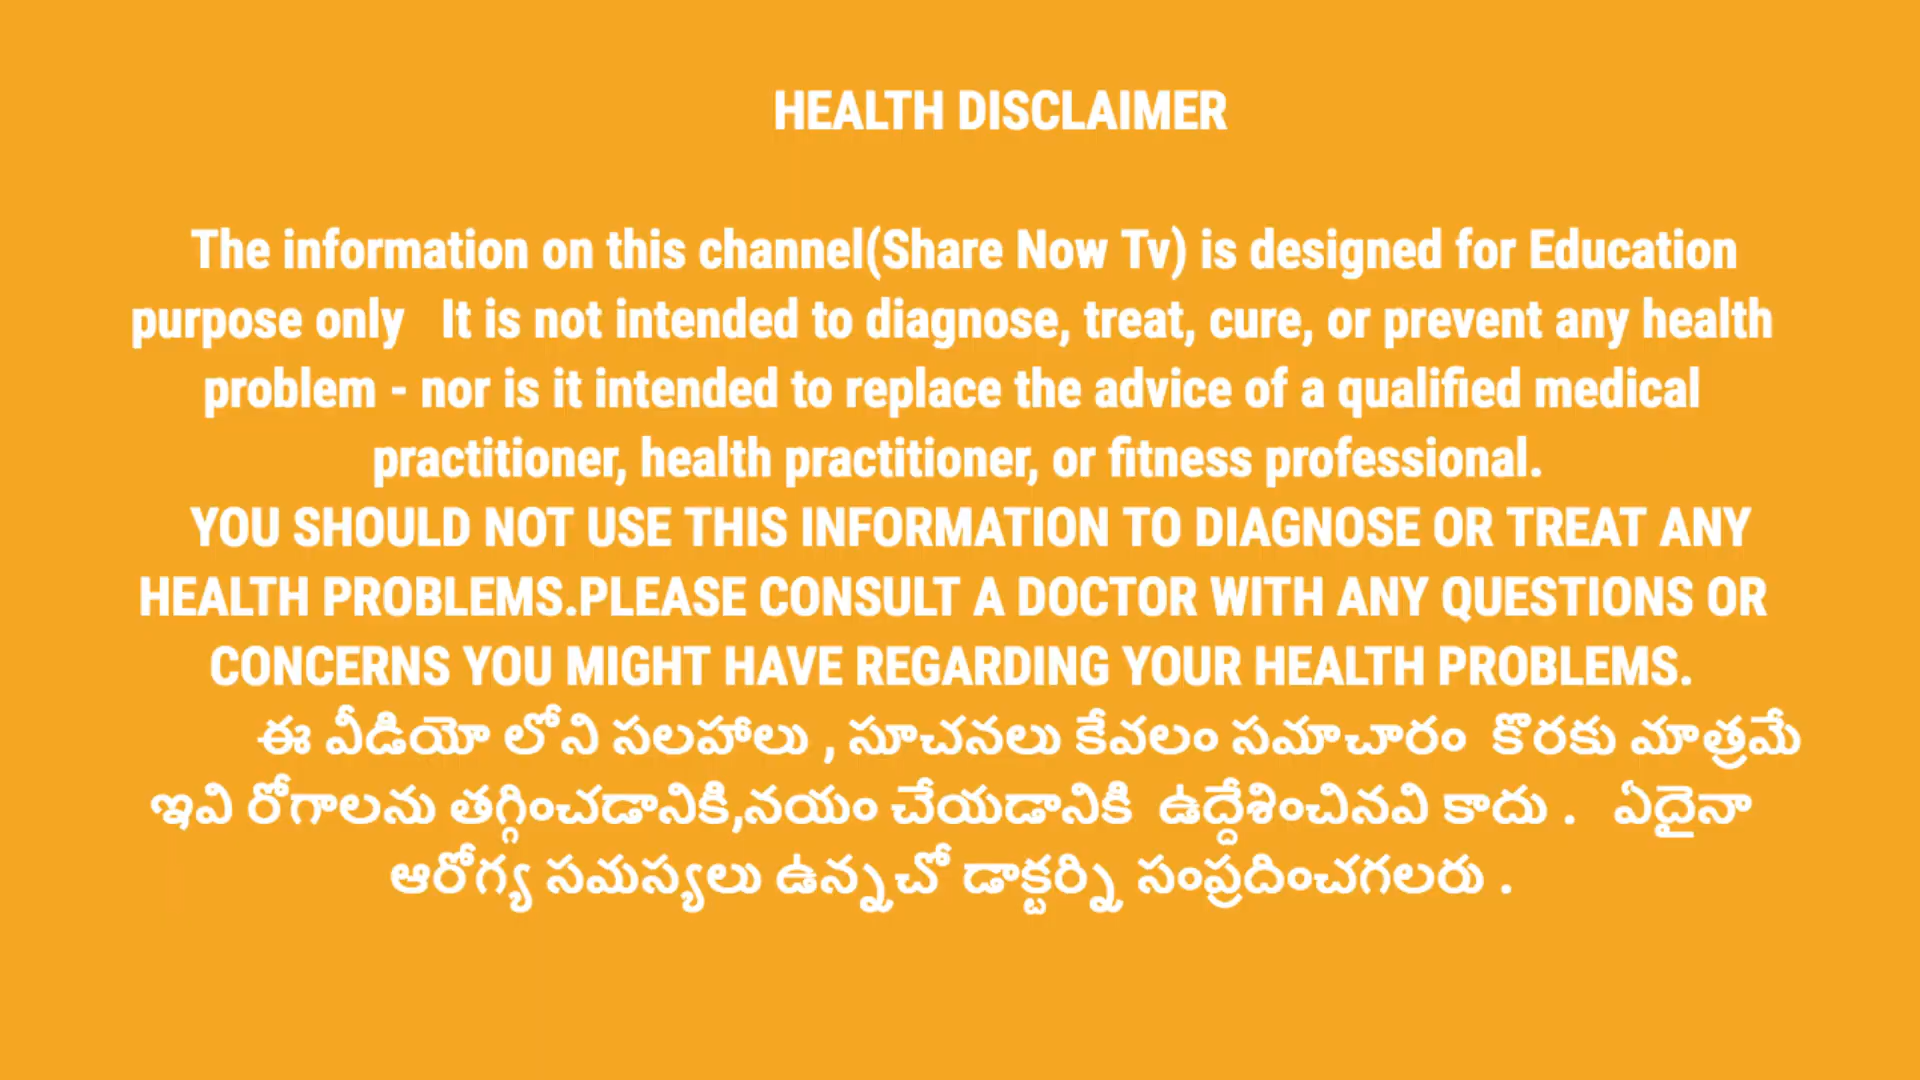 HEALTH DISCLAIMER
The information on this channel(Share Now Tv) is designed for Education
purpose only   It is not intended to diagnose, treat, cure, or prevent any health
problem - nor is it intended to replace the advice of a qualified medical
practitioner, health practitioner, or fitness professional.
YOU SHOULD NOT USE THIS INFORMATION TO DIAGNOSE OR TREAT ANY
HEALTH PROBLEMS.PLEASE CONSULT A DOCTOR WITH ANY QUESTIONS OR
CONCERNS YOU MIGHT HAVE REGARDING YOUR HEALTH PROBLEMS.
ఈ వీడియో లోని సలహాలు , సూచనలు కేవలం సమాచారం  కొరకు మాత్రమే
ఇవి రోగాలను తగ్గించడానికి,నయం చేయడానికి  ఉద్దేశించినవి కాదు .   ఏదైనా
ఆరోగ్య సమస్యలు ఉన్నచో డాక్టర్ని  సంప్రదించగలరు .